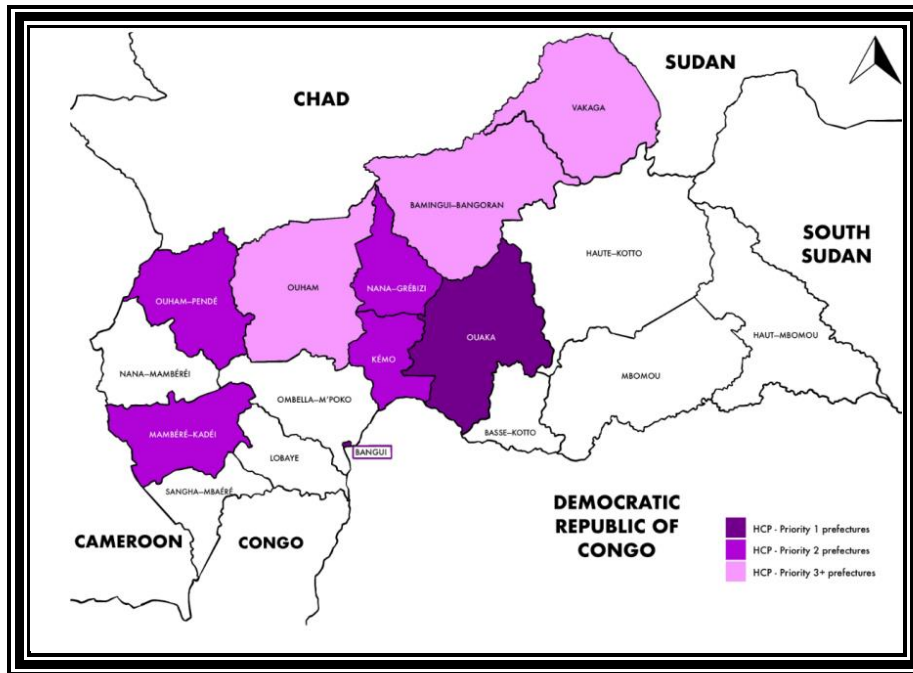 SUDAN
CHAD
VAKAGA
BAMINGUI–BANGORAN
SOUTH
SUDAN
HAUTE–KOTTO
OUHAM
NANA–GRÉBIZI
OUHAM–PENDÉ
OUAKA
HAUT–MBOMOU
KÉMO
NANA–MAMBÉRÉI
MBOMOU
OMBELLA–M'POKO
MAMBÉRÉ–KADÉI
BASSE–KOTTO
BANGUI
LOBAYE
SANGHA–MBAÉRÉ
DEMOCRATIC
REPUBLIC OF
CONGO
CAMEROON
CONGO
HCP - Priority 1 prefectures
HCP - Priority 2 prefectures
HCP - Priority 3+ prefectures